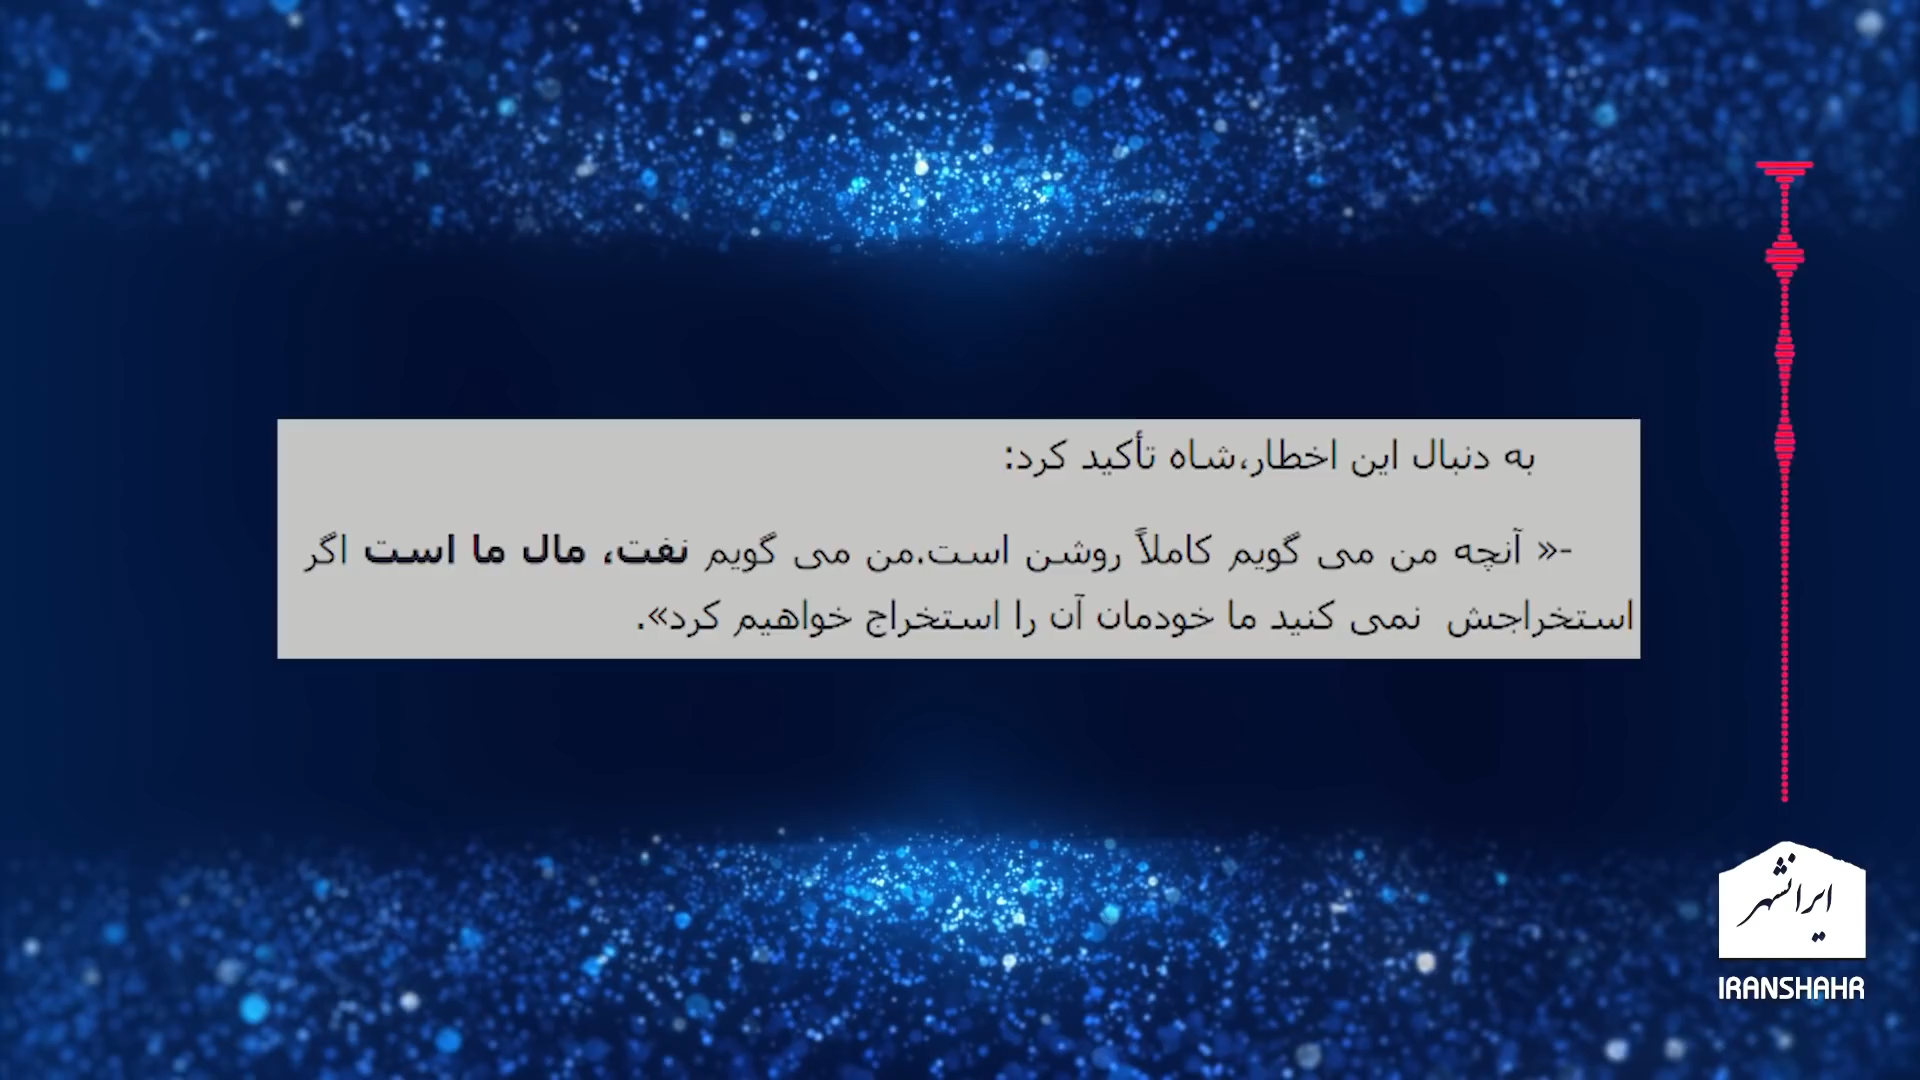 به دنبال این اخطار،شاه تأکید کرد:
-« آنچه من می گویم کاملاً روشن است.من می گویم نفت، مال ما است اگر
استخراجش نمی کنید ما خودمان آن را استخراج خواهیم کرد».
ایرانشهر
IRANSHAHR